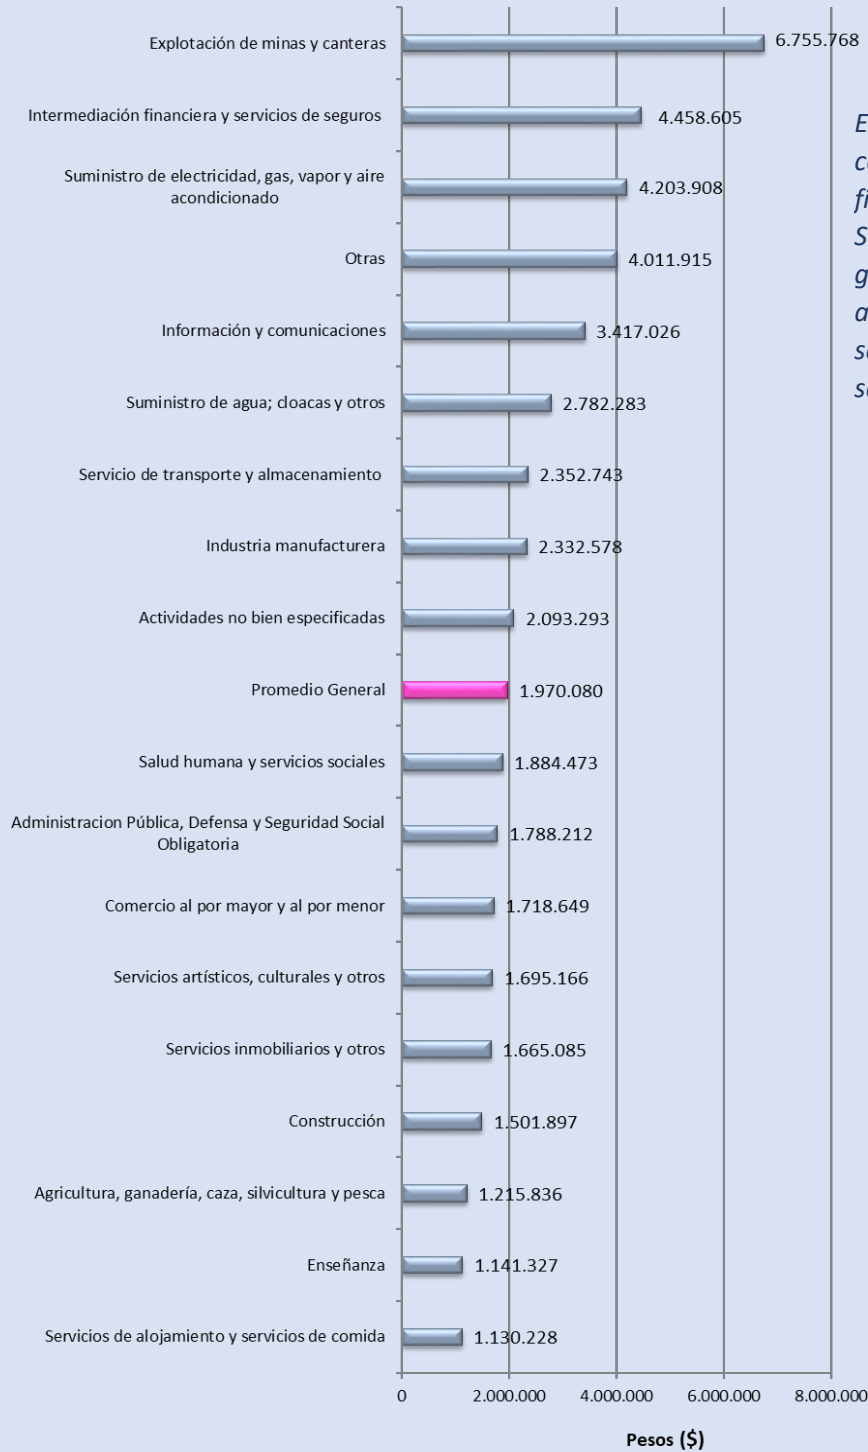 Explotación de minas y canteras 6.755.768
Intermediación financiera y servicios de seguros 4.458.605
Suministro de electricidad, gas, vapor y aire
acondicionado 4.203.908
Otras 4.011.915
Información y comunicaciones 3.417.026
Suministro de agua; cloacas y otros 2.782.283
Servicio de transporte y almacenamiento 2.352.743
Industria manufacturera 2.332.578
Actividades no bien especificadas 2.093.293
Promedio General 1.970.080
Salud humana y servicios sociales 1.884.473
Administracion Pública, Defensa y Seguridad Social
Obligatoria 1.788.212
Comercio al por mayor y al por menor 1.718.649
Servicios artísticos, culturales y otros 1.695.166
Servicios inmobiliarios y otros 1.665.085
Construcción 1.501.897
Agricultura, ganadería, caza, silvicultura y pesca 1.215.836
Enseñanza 1.141.327
Servicios de alojamiento y servicios de comida 1.130.228
0 2.000.000 4.000.000 6.000.000 8.000.000
Pesos ($)